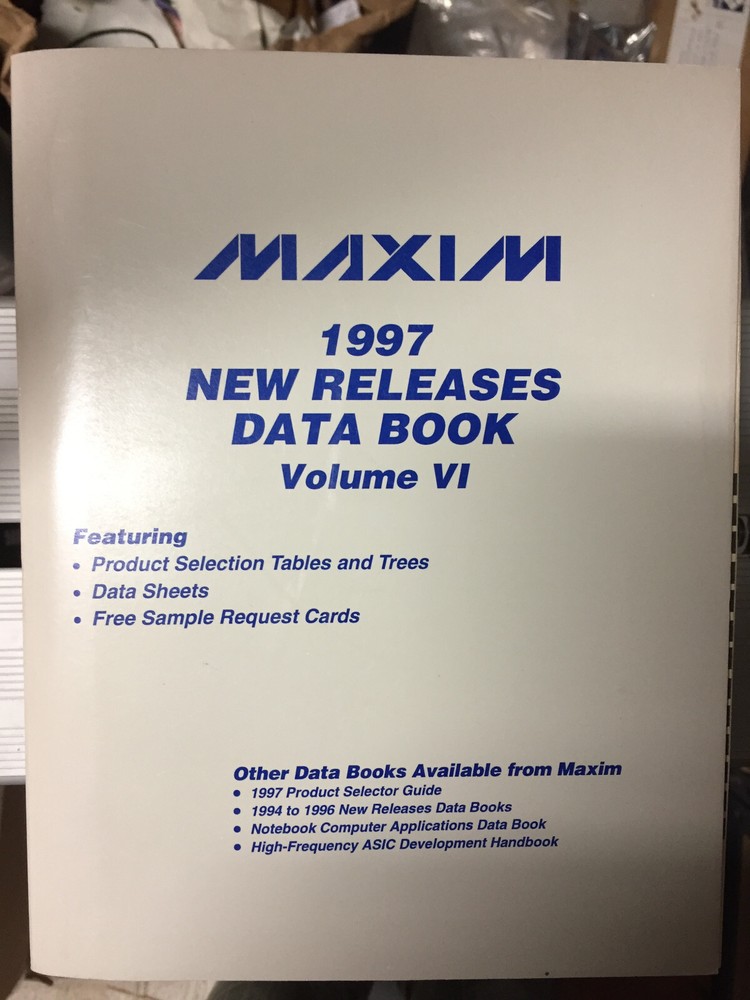 MAXIM
1997
NEW RELEASES
DATA BOOK
Volume VI
Featuring
• Product Selection Tables and Trees
• Data Sheets
• Free Sample Request Cards
Other Data Books Available from Maxim
• 1997 Product Selector Guide
• 1994 to 1996 New Releases Data Books
• Notebook Computer Applications Data Book
• High-Frequency ASIC Development Handbook